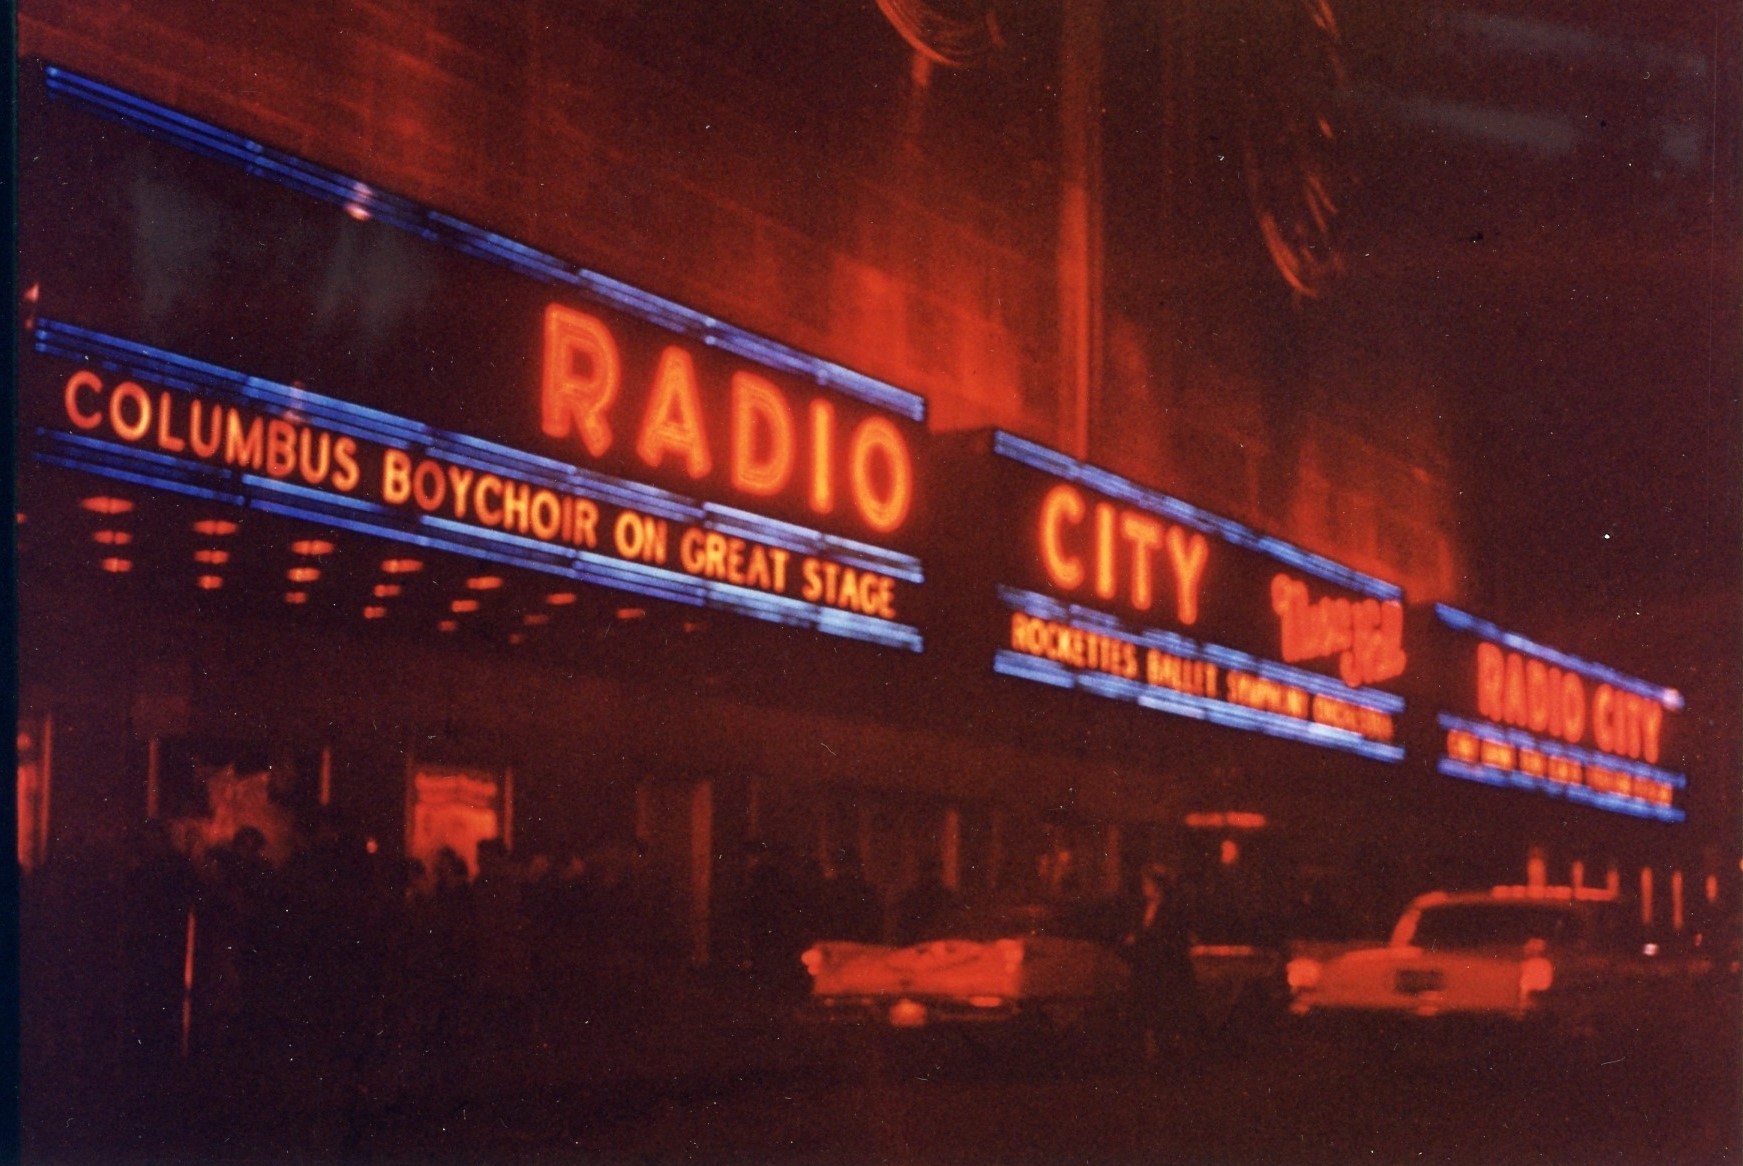 RADIO
COLUMBUS BOYCHOIR ON GREAT STAGE
CITY
ROCKETTES BALLET SYMPHONY ORCHESTRA
RADIO CITY